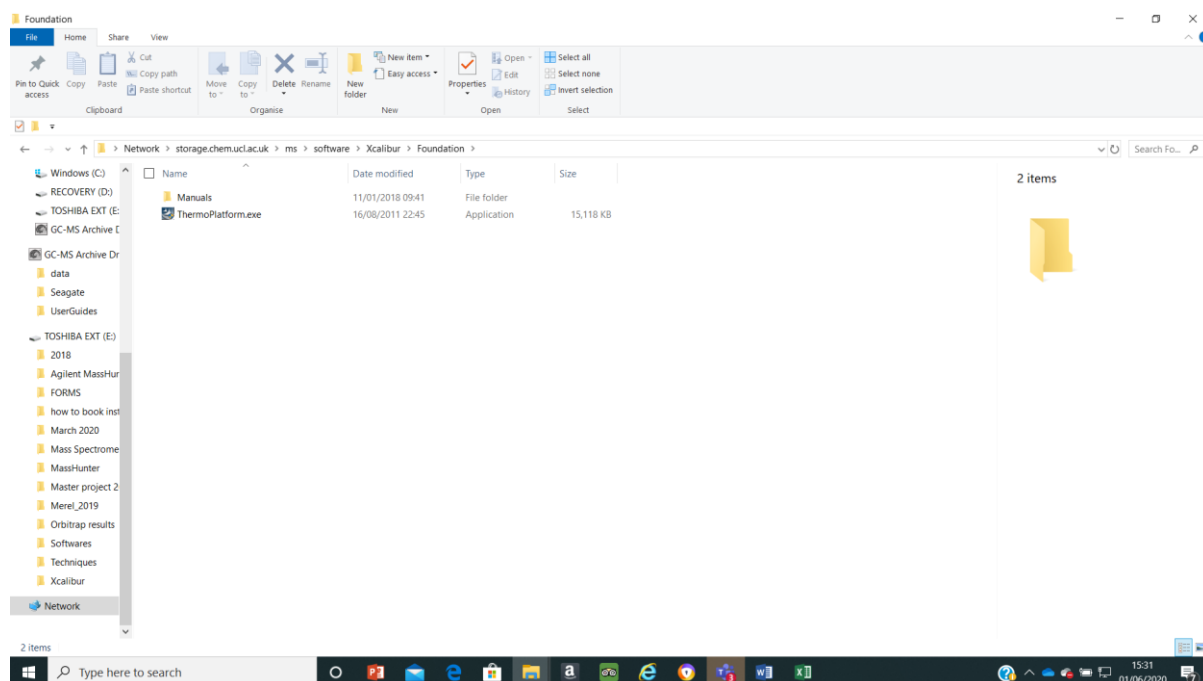 Foundation
File Home Share View
Pin to Quick access
Copy
Paste
Cut
Copy path
Paste shortcut
Clipboard
Move to
Copy to
Delete
Rename
Organise
New folder
New item
Easy access
New
Properties
Open
Edit
History
Open
Select all
Select none
Invert selection
Select
> Network > storage.chem.ucl.ac.uk > ms > software > Xcalibur > Foundation >
Search Fo...
Windows (C:)
RECOVERY (D:)
TOSHIBA EXT (E:
GC-MS Archive D
GC-MS Archive Dr
data
Seagate
UserGuides
TOSHIBA EXT (E:)
2018
Agilent MassHur
FORMS
how to book inst
March 2020
Mass Spectrome
MassHunter
Master project 2
Merel_2019
Orbitrap results
Softwares
Techniques
Xcalibur
Network
Name Date modified Type Size
Manuals 11/01/2018 09:41 File folder
ThermoPlatform.exe 16/08/2011 22:45 Application 15,118 KB
2 items
2 items
Type here to search
15:31
01/06/2020